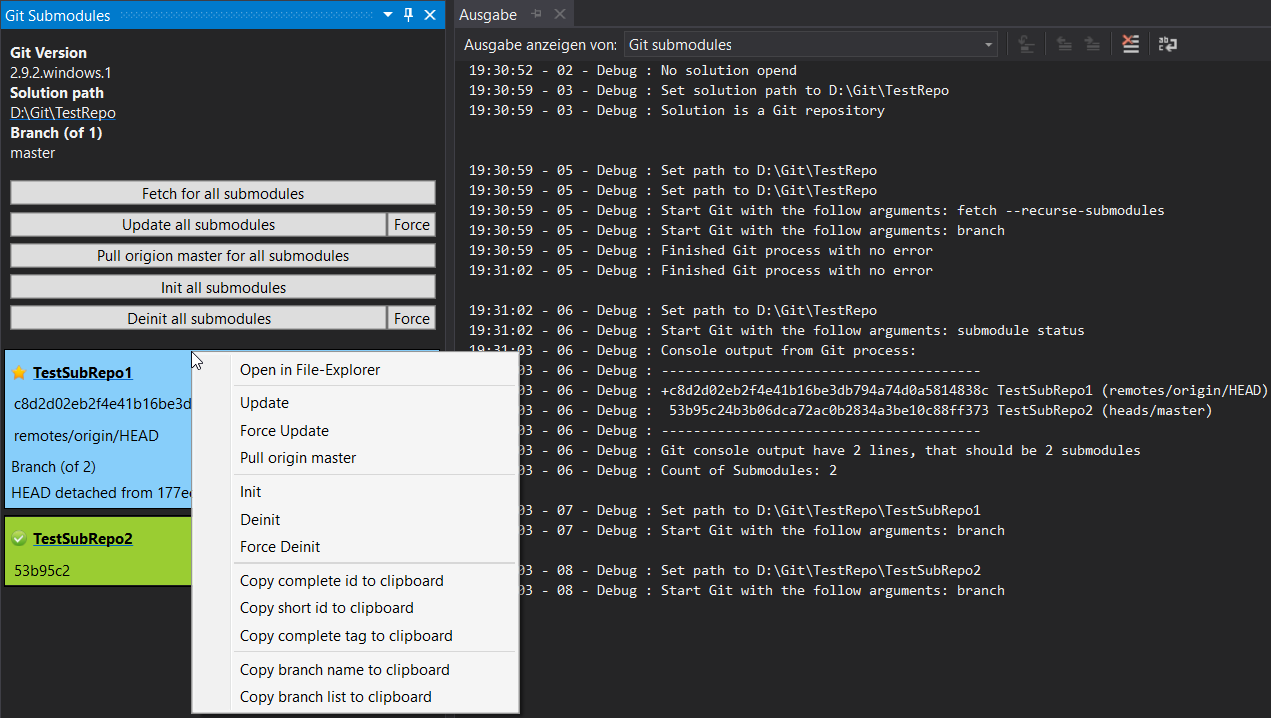 Git Submodules
Git Version
2.9.2.windows.1
Solution path
D:\Git\TestRepo
Branch (of 1)
master
Fetch for all submodules
Update all submodules
Force
Pull origion master for all submodules
Init all submodules
Deinit all submodules
Force
TestSubRepo1
c8d2d02eb2f4e41b16be3d
remotes/origin/HEAD
Branch (of 2)
HEAD detached from 177e
TestSubRepo2
53b95c2
Open in File-Explorer
Update
Force Update
Pull origin master
Init
Deinit
Force Deinit
Copy complete id to clipboard
Copy short id to clipboard
Copy complete tag to clipboard
Copy branch name to clipboard
Copy branch list to clipboard
Ausgabe
Ausgabe anzeigen von: Git submodules
19:30:52 - 02 - Debug : No solution opend
19:30:59 - 03 - Debug : Set solution path to D:\Git\TestRepo
19:30:59 - 03 - Debug : Solution is a Git repository
19:30:59 - 05 - Debug : Set path to D:\Git\TestRepo
19:30:59 - 05 - Debug : Set path to D:\Git\TestRepo
19:30:59 - 05 - Debug : Start Git with the follow arguments: fetch --recurse-submodules
19:30:59 - 05 - Debug : Start Git with the follow arguments: branch
19:30:59 - 05 - Debug : Finished Git process with no error
19:31:02 - 05 - Debug : Finished Git process with no error
19:31:02 - 06 - Debug : Set path to D:\Git\TestRepo
19:31:02 - 06 - Debug : Start Git with the follow arguments: submodule status
19:31:03 - 06 - Debug : Console output from Git process:
03 - 06 - Debug : ----------------------------------------
03 - 06 - Debug : +c8d2d02eb2f4e41b16be3db794a74d0a5814838c TestSubRepo1 (remotes/origin/HEAD)
03 - 06 - Debug :  53b95c24b3b06dca72ac0b2834a3be10c88ff373 TestSubRepo2 (heads/master)
03 - 06 - Debug : ----------------------------------------
03 - 06 - Debug : Git console output have 2 lines, that should be 2 submodules
03 - 06 - Debug : Count of Submodules: 2
03 - 07 - Debug : Set path to D:\Git\TestRepo\TestSubRepo1
03 - 07 - Debug : Start Git with the follow arguments: branch
03 - 08 - Debug : Set path to D:\Git\TestRepo\TestSubRepo2
03 - 08 - Debug : Start Git with the follow arguments: branch